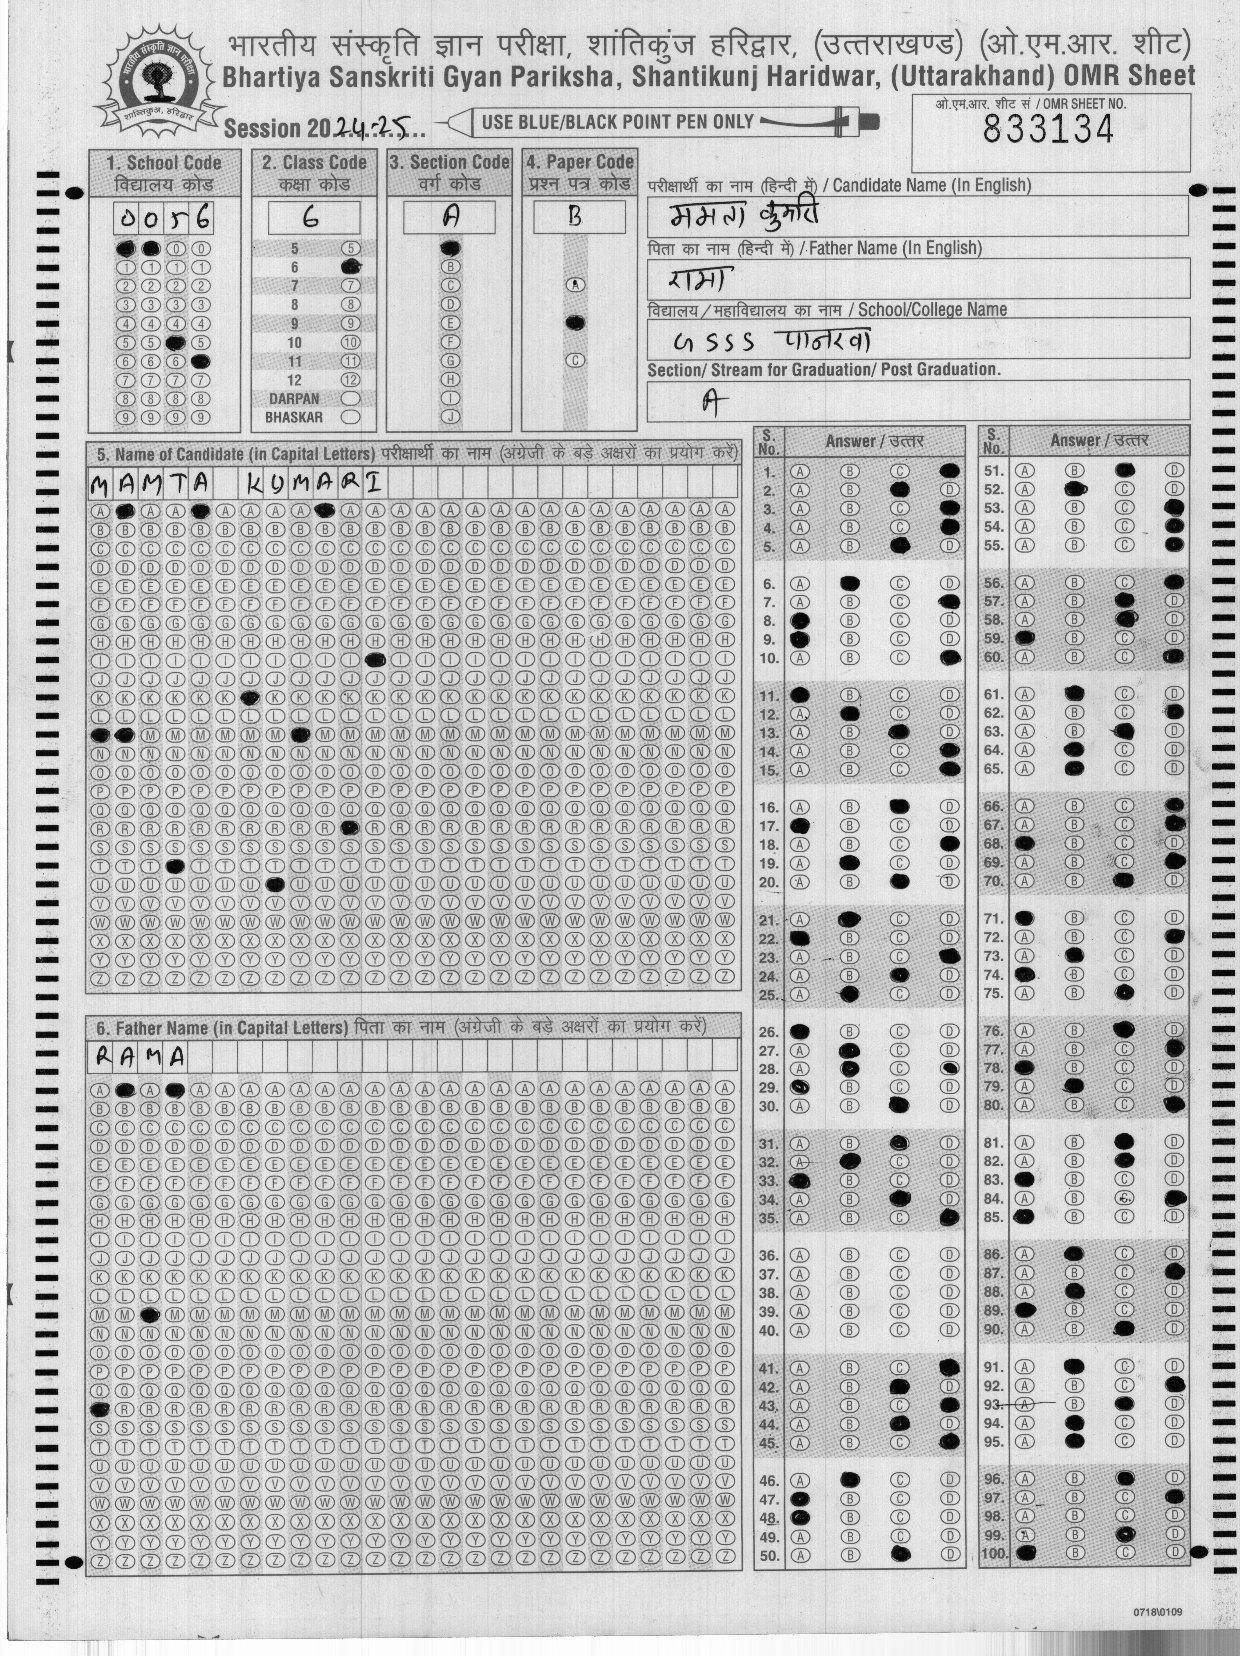 भारतीय संस्कृति ज्ञान परीक्षा, शांतिकुंज हरिद्वार, (उत्तराखण्ड) (ओ.एम.आर. शीट)
Bhartiya Sanskriti Gyan Pariksha, Shantikunj Haridwar, (Uttarakhand) OMR Sheet
Session 2024-25
USE BLUE/BLACK POINT PEN ONLY
ओ.एम.आर. शीट सं / OMR SHEET NO.
833134
1. School Code
विद्यालय कोड
0056
2. Class Code
कक्षा कोड
6
5
6
7
8
9
10
11
12
DARPAN
BHASKAR
3. Section Code
वर्ग कोड
A
4. Paper Code
प्रश्न पत्र कोड
B
परीक्षार्थी का नाम (हिन्दी में) / Candidate Name (In English)
ममता कुमारि
पिता का नाम (हिन्दी में) / Father Name (In English)
रामा
विद्यालय / महाविद्यालय का नाम / School/College Name
GSSS पानरवा
Section/ Stream for Graduation/ Post Graduation.
A
5. Name of Candidate (in Capital Letters) परीक्षार्थी का नाम (अंग्रेजी के बड़े अक्षरों का प्रयोग करें)
MAMTA KUMARI
6. Father Name (in Capital Letters) पिता का नाम (अंग्रेजी के बड़े अक्षरों का प्रयोग करें)
RAMA
S. No. Answer / उत्तर
S. No. Answer / उत्तर
0718\0109